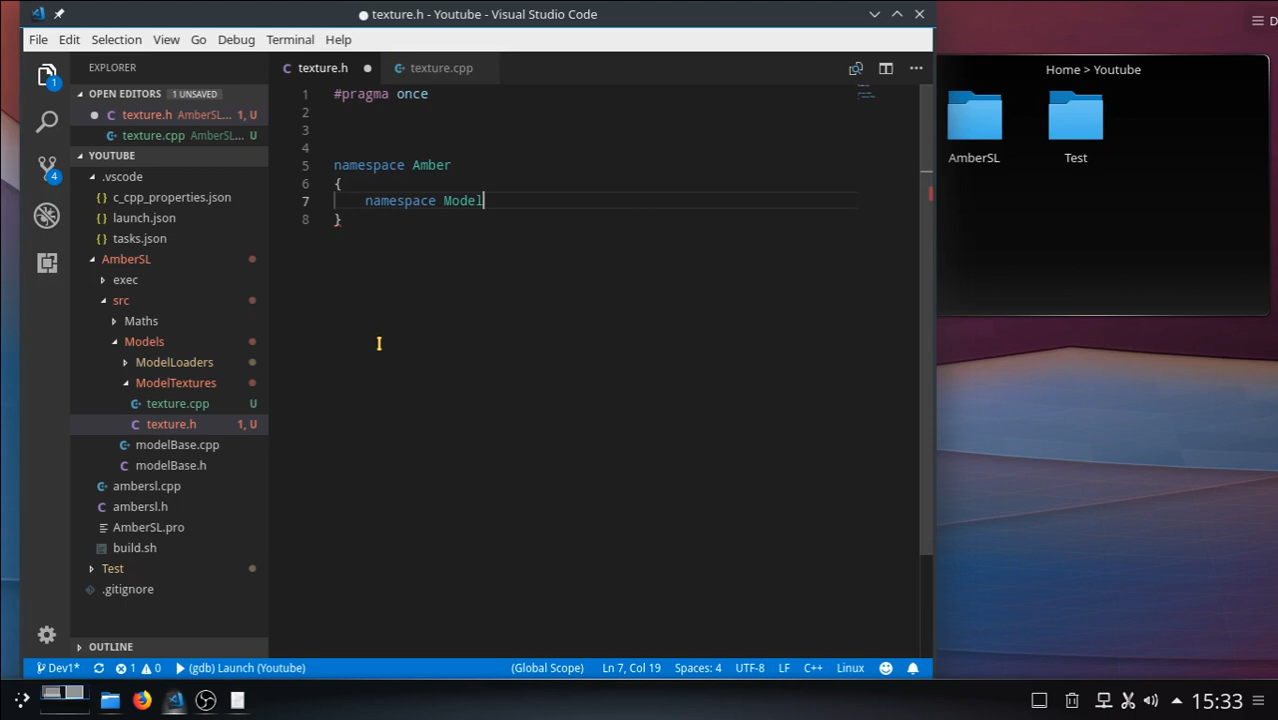 texture.h - Youtube - Visual Studio Code
File Edit Selection View Go Debug Terminal Help
D
EXPLORER
texture.h
texture.cpp
OPEN EDITORS 1 UNSAVED
texture.h AmberSL... 1, U
texture.cpp AmberSL... U
YOUTUBE
.vscode
c_cpp_properties.json
launch.json
tasks.json
AmberSL
exec
src
Maths
Models
ModelLoaders
ModelTextures
texture.cpp U
texture.h 1, U
modelBase.cpp
modelBase.h
ambersl.cpp
ambersl.h
AmberSL.pro
build.sh
Test
.gitignore
OUTLINE
1
4
1 #pragma once
2
3
4
5 namespace Amber
6 {
7 namespace Model
8 }
Home > Youtube
AmberSL Test
Dev1* 1 0 (gdb) Launch (Youtube) (Global Scope) Ln 7, Col 19 Spaces: 4 UTF-8 LF C++ Linux
15:33